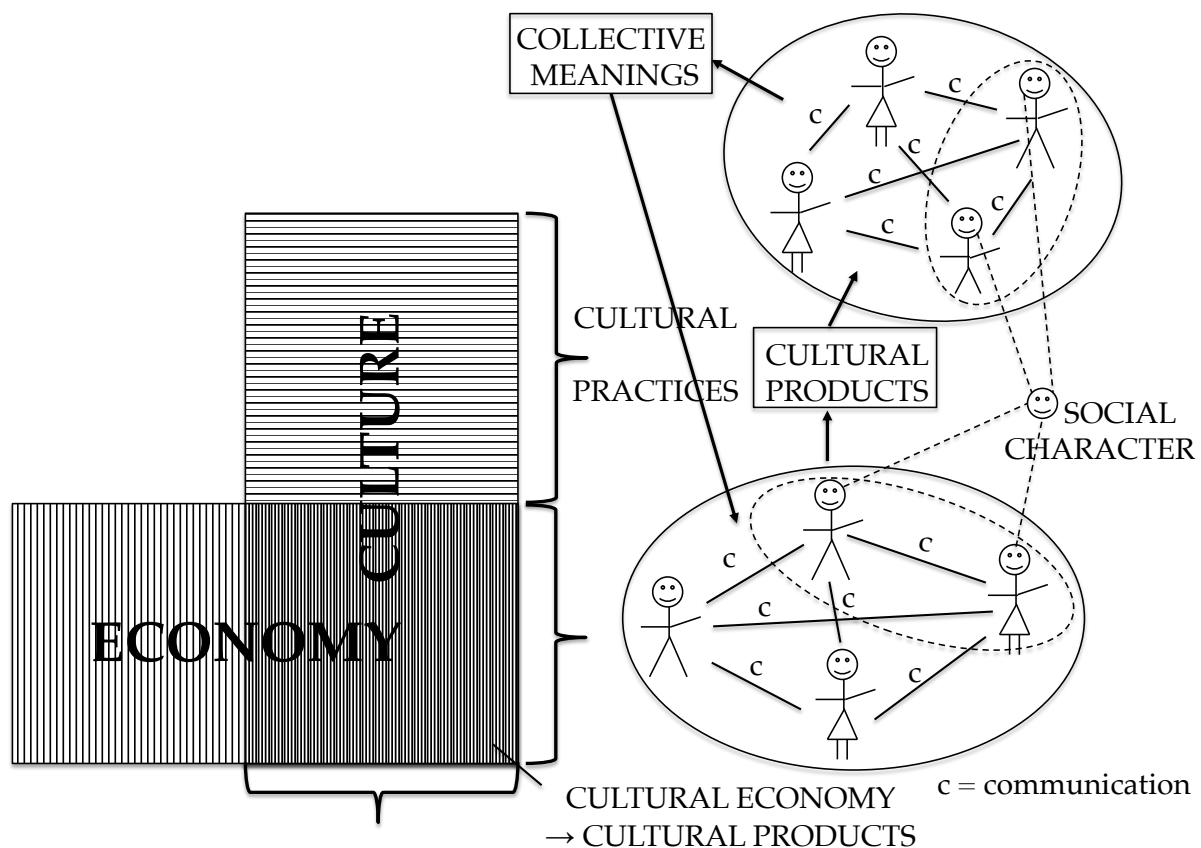 COLLECTIVE
MEANINGS
c
c
c
c
c
c
CULTURAL
PRACTICES
CULTURAL
PRODUCTS
SOCIAL
CHARACTER
CULTURE
ECONOMY
c
c
c
c
c
c
c = communication
CULTURAL ECONOMY
→ CULTURAL PRODUCTS